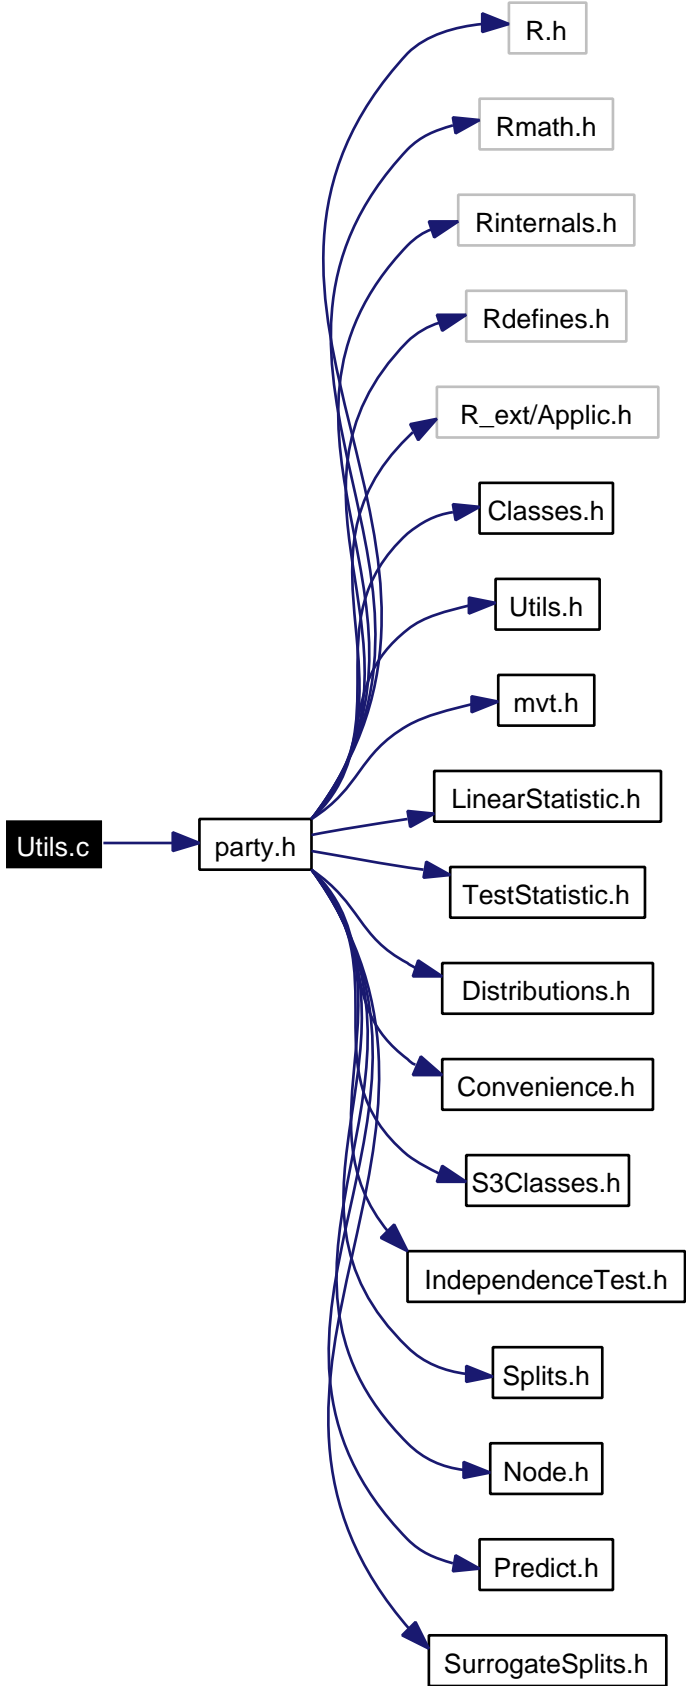 R.h
Rmath.h
Rinternals.h
Rdefines.h
R_ext/Applic.h
Classes.h
Utils.h
mvt.h
LinearStatistic.h
Utils.c
party.h
TestStatistic.h
Distributions.h
Convenience.h
S3Classes.h
IndependenceTest.h
Splits.h
Node.h
Predict.h
SurrogateSplits.h